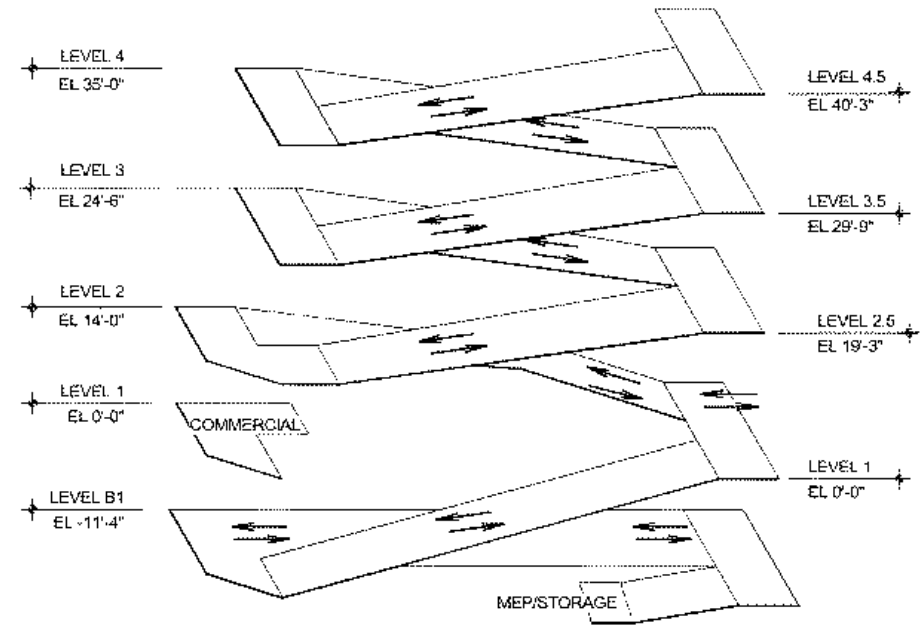 LEVEL 4
EL 35'-0"
LEVEL 4.5
EL 40'-3"
LEVEL 3
EL 24'-6"
LEVEL 3.5
EL 29'-9"
LEVEL 2
EL 14'-0"
LEVEL 2.5
EL 19'-3"
LEVEL 1
EL 0'-0"
COMMERCIAL
LEVEL 1
EL 0'-0"
LEVEL B1
EL -11'-4"
MEP/STORAGE